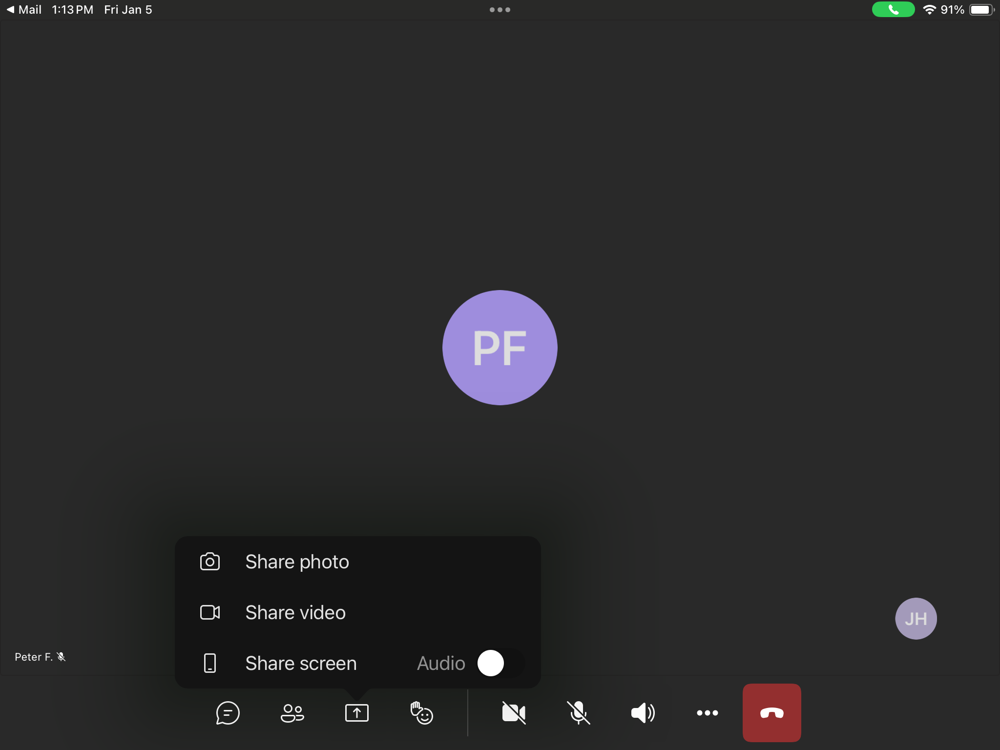 Mail 1:13 PM Fri Jan 5
91%
PF
Share photo
Share video
Share screen Audio
JH
Peter F.